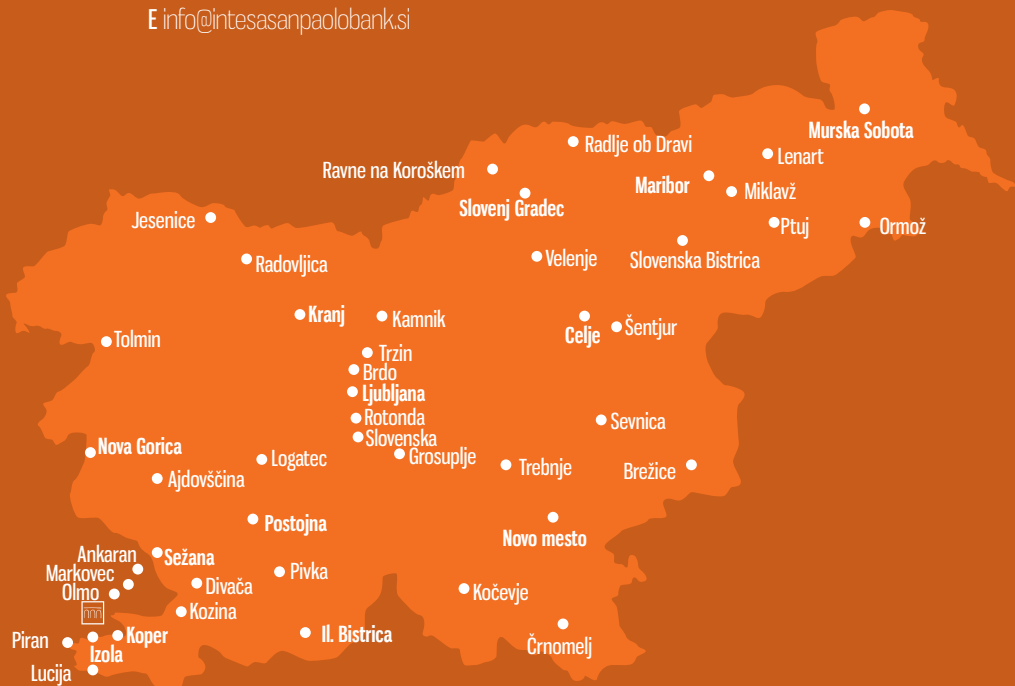 E info@intesasanpaolobank.si
Murska Sobota
Radlje ob Dravi
Lenart
Ravne na Koroškem
Maribor
Miklavž
Slovenj Gradec
Jesenice
Ptuj
Ormož
Radovljica
Velenje
Slovenska Bistrica
Kranj
Kamnik
Celje
Šentjur
Tolmin
Trzin
Brdo
Ljubljana
Rotonda
Sevnica
Slovenska
Nova Gorica
Logatec
Grosuplje
Trebnje
Brežice
Ajdovščina
Postojna
Novo mesto
Ankaran
Sežana
Markovec
Pivka
Olmo
Divača
Kočevje
Kozina
Piran
Koper
Il. Bistrica
Izola
Črnomelj
Lucija